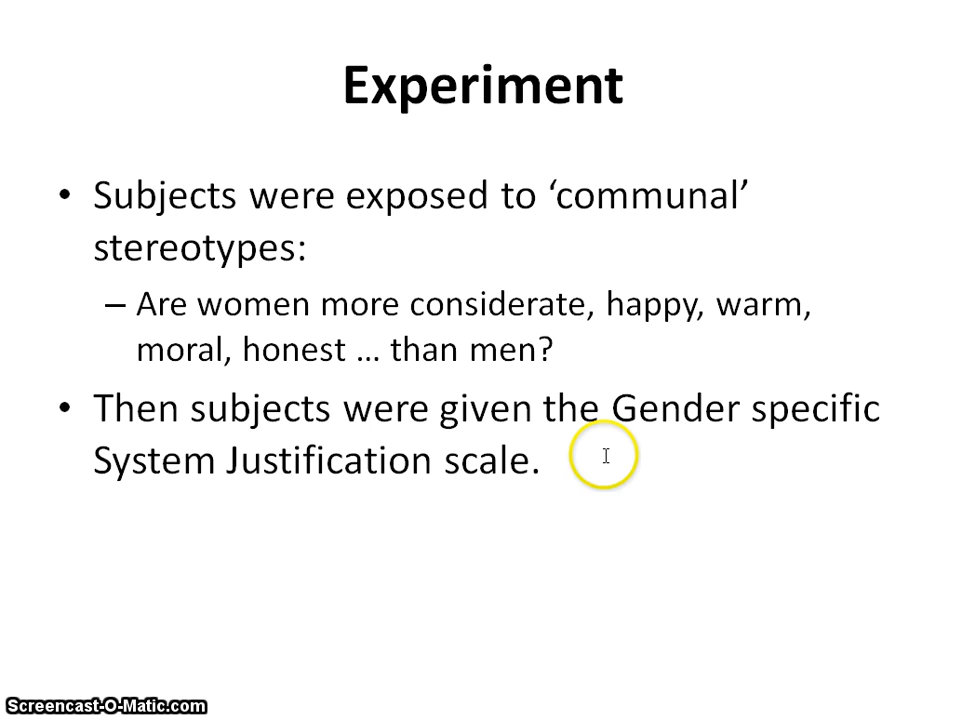 Experiment
• Subjects were exposed to ‘communal’
stereotypes:
– Are women more considerate, happy, warm,
moral, honest … than men?
• Then subjects were given the Gender specific
System Justification scale.
Screencast-O-Matic.com